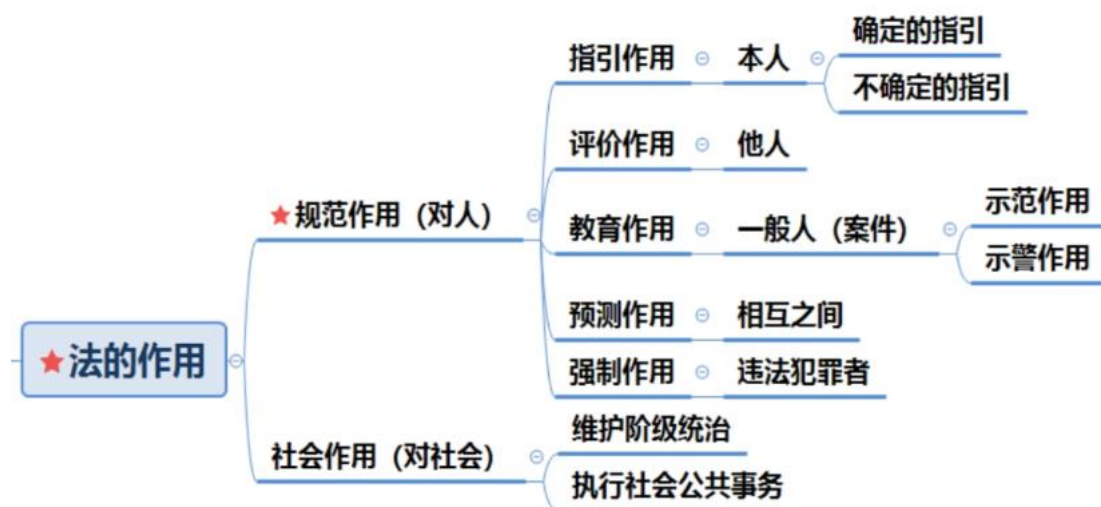 法的作用
规范作用（对人）
指引作用
本人
确定的指引
不确定的指引
评价作用
他人
教育作用
一般人（案件）
示范作用
示警作用
预测作用
相互之间
强制作用
违法犯罪者
社会作用（对社会）
维护阶级统治
执行社会公共事务